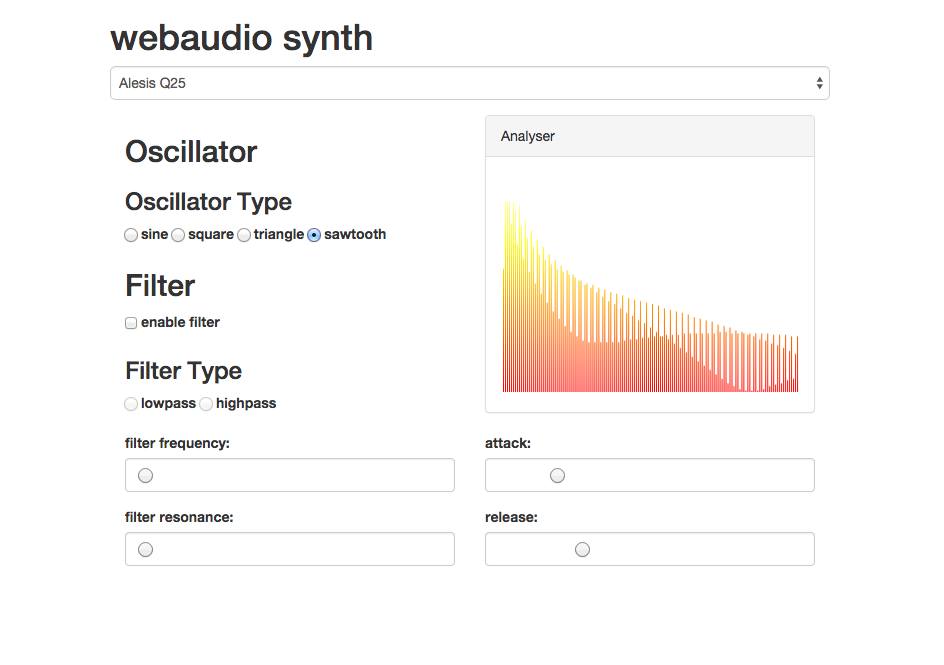 webaudio synth
Alesis Q25
Oscillator
Oscillator Type
sine square triangle sawtooth
Filter
enable filter
Filter Type
lowpass highpass
filter frequency:
filter resonance:
Analyser
attack:
release: